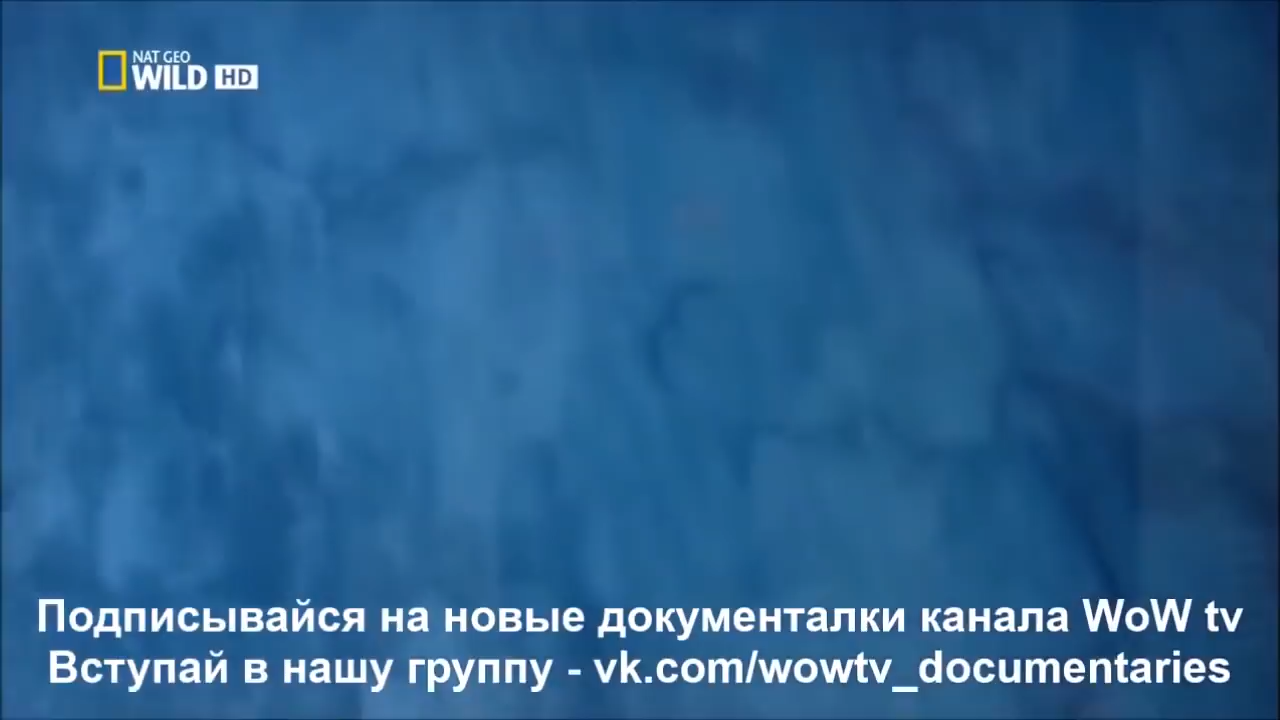 NAT GEO
WILD HD
Подписывайся на новые документалки канала WoW tv
Вступай в нашу группу - vk.com/wowtv_documentaries